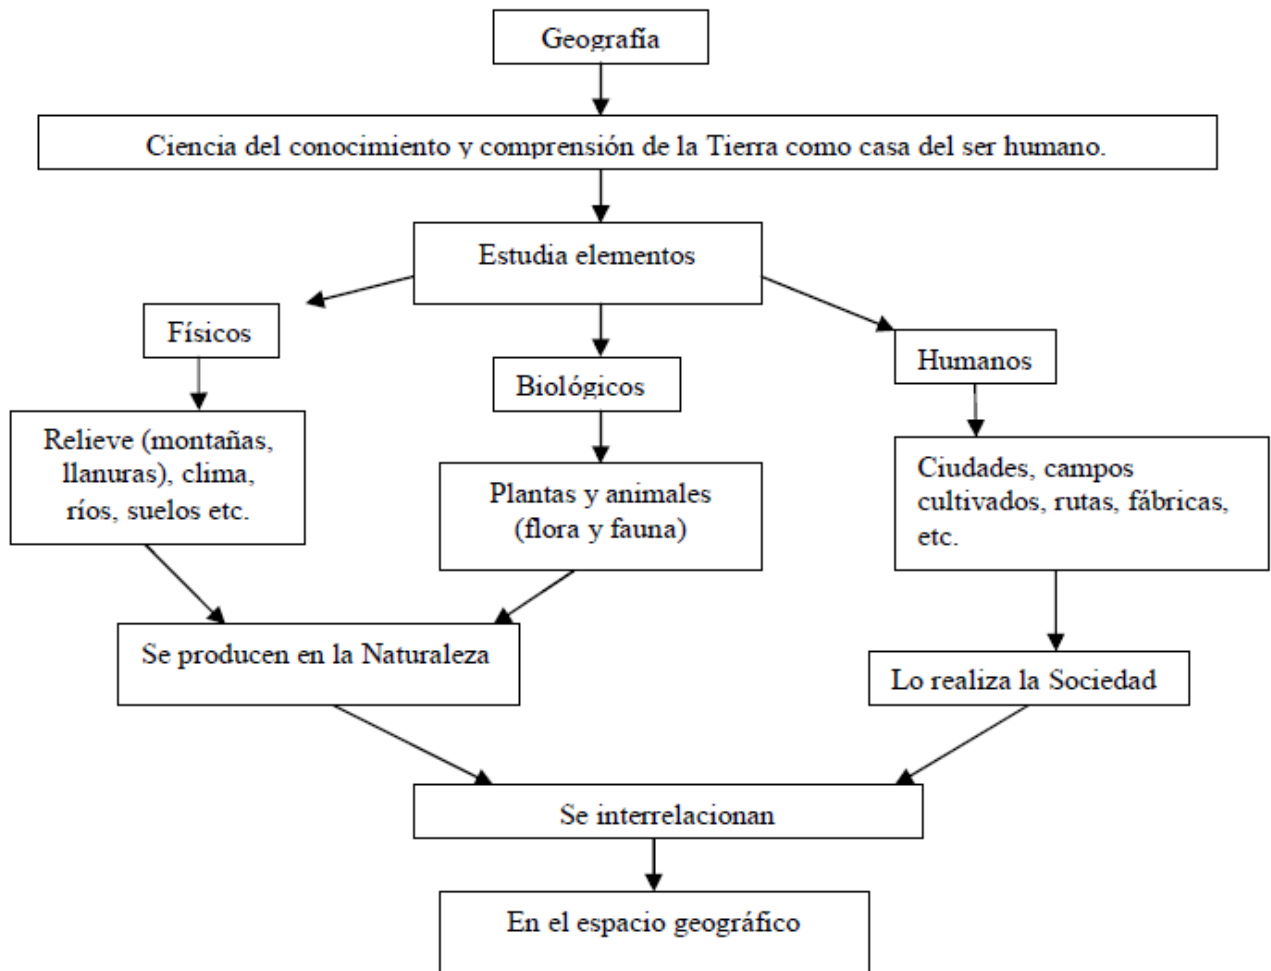 Geografía
Ciencia del conocimiento y comprensión de la Tierra como casa del ser humano.
Estudia elementos
Físicos
Biológicos
Humanos
Relieve (montañas,
llanuras), clima,
ríos, suelos etc.
Plantas y animales
(flora y fauna)
Ciudades, campos
cultivados, rutas, fábricas,
etc.
Se producen en la Naturaleza
Lo realiza la Sociedad
Se interrelacionan
En el espacio geográfico